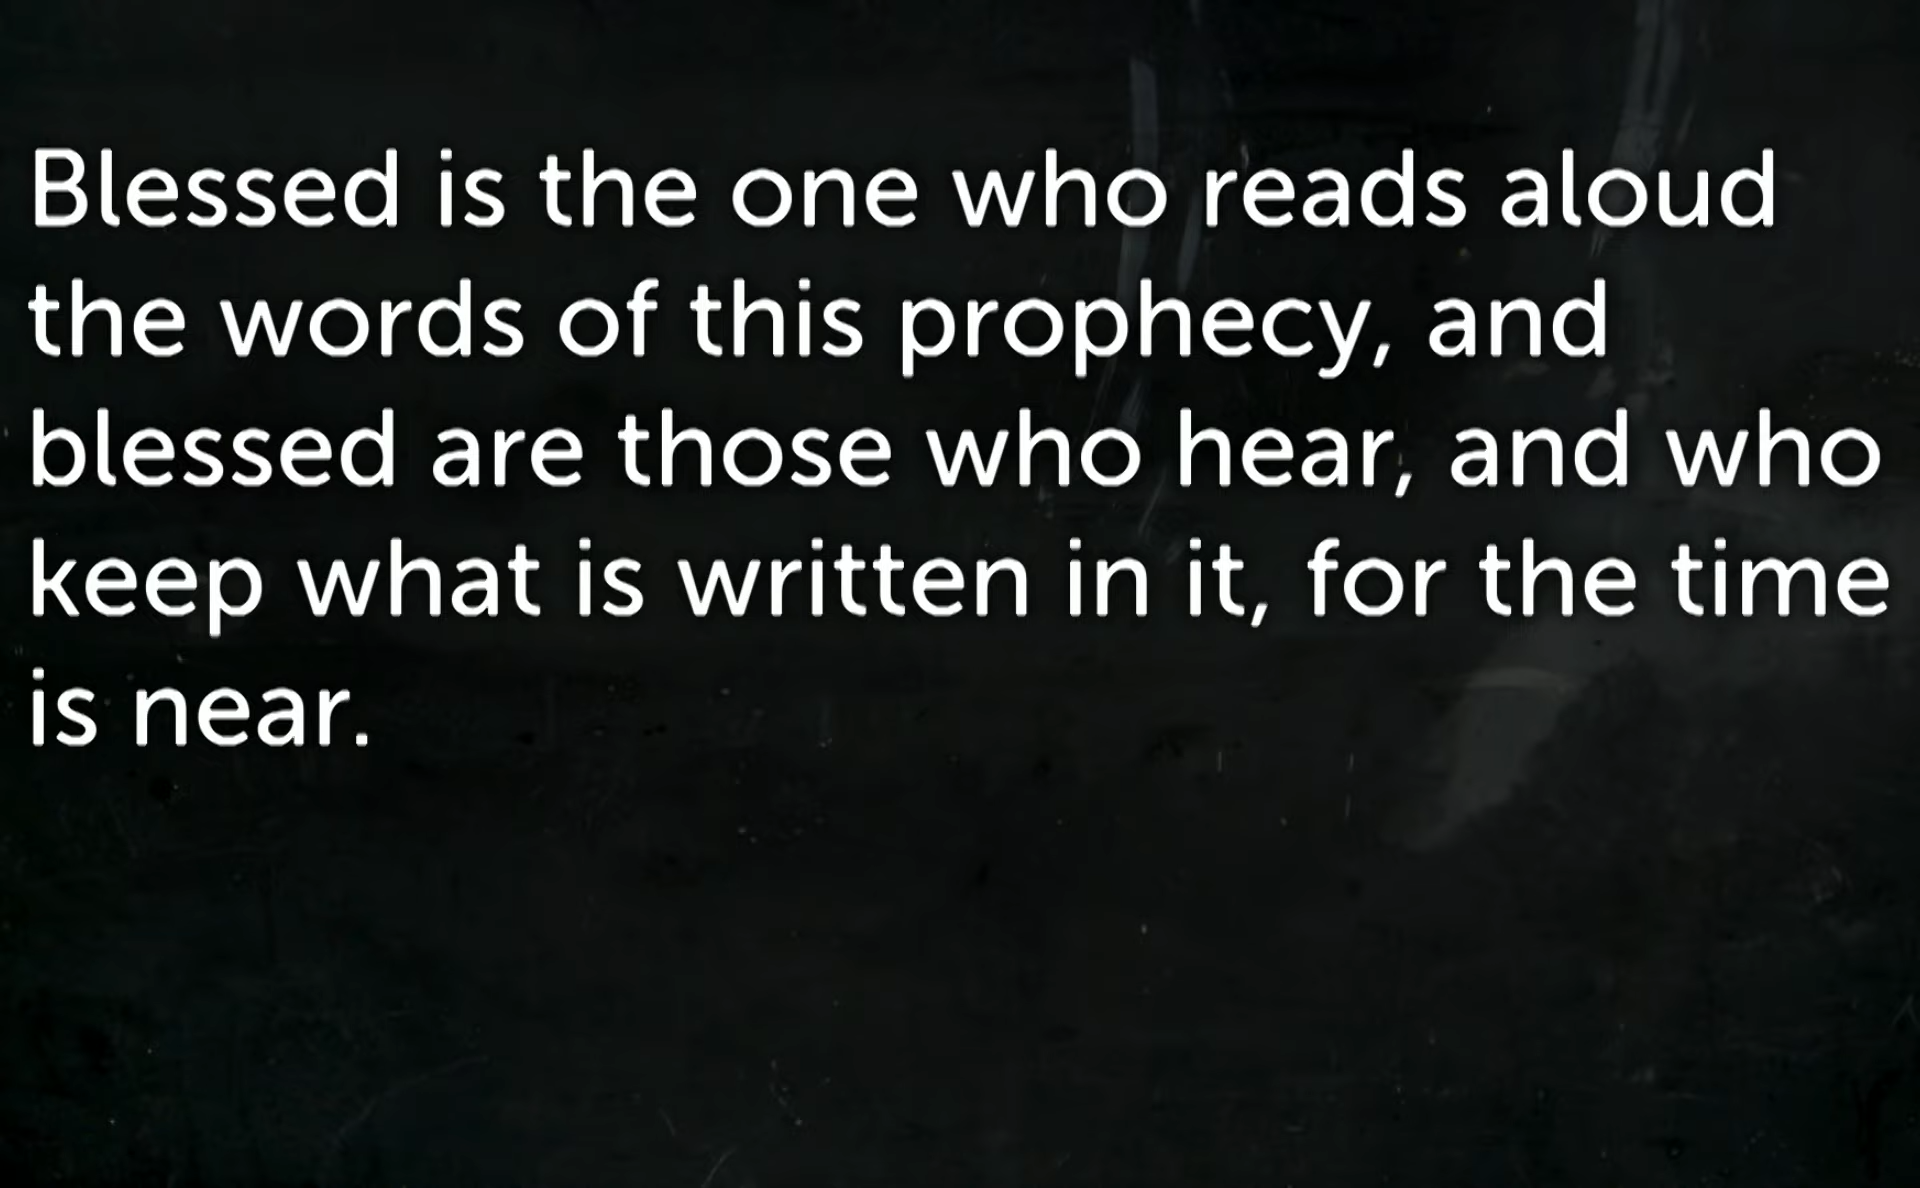 Blessed is the one who reads aloud
the words of this prophecy, and
blessed are those who hear, and who
keep what is written in it, for the time
is near.